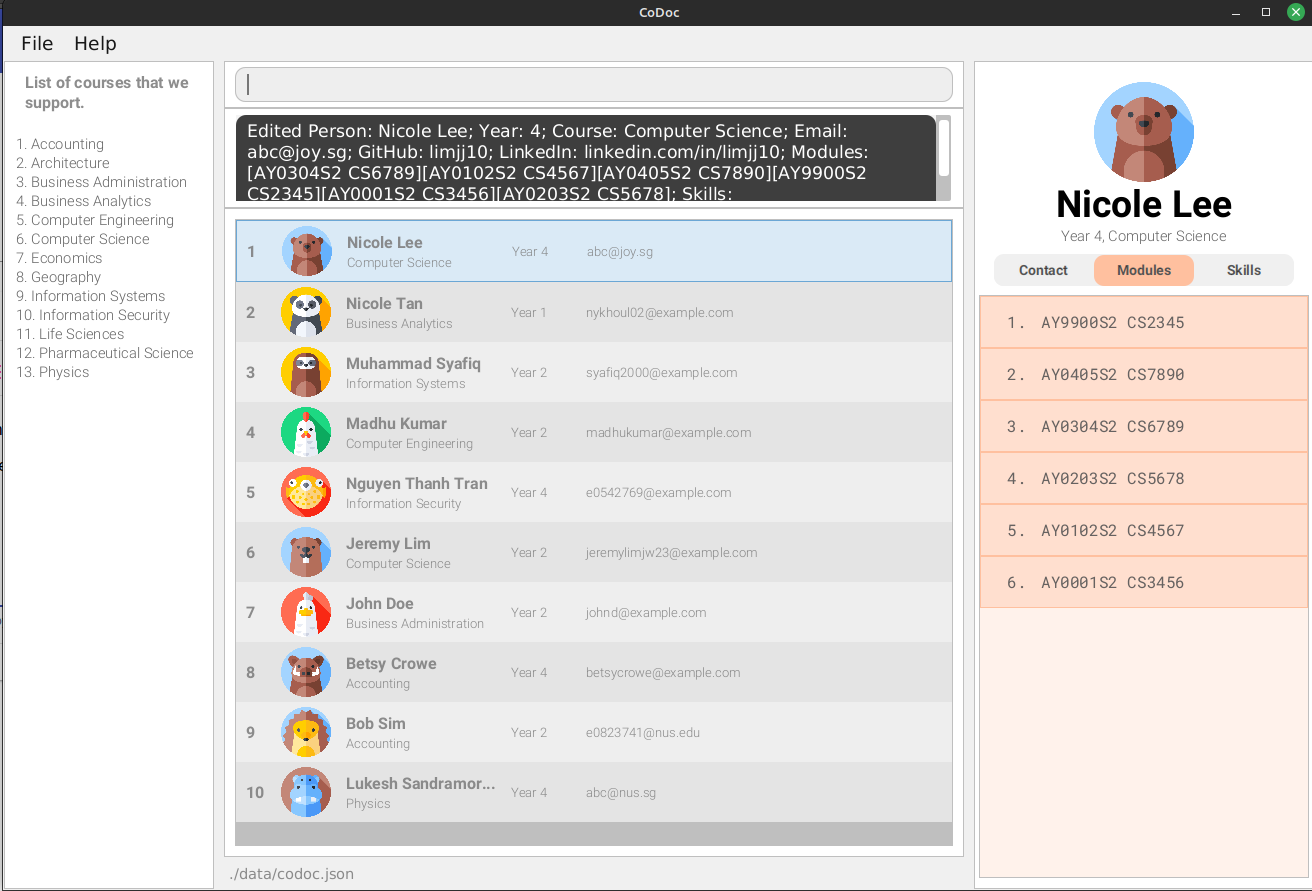 CoDoc
File Help
List of courses that we
support.
1. Accounting
2. Architecture
3. Business Administration
4. Business Analytics
5. Computer Engineering
6. Computer Science
7. Economics
8. Geography
9. Information Systems
10. Information Security
11. Life Sciences
12. Pharmaceutical Science
13. Physics
Edited Person: Nicole Lee; Year: 4; Course: Computer Science; Email:
abc@joy.sg; GitHub: limjj10; LinkedIn: linkedin.com/in/limjj10; Modules:
[AY0304S2 CS6789][AY0102S2 CS4567][AY0405S2 CS7890][AY9900S2
CS2345][AY0001S2 CS3456][AY0203S2 CS5678]; Skills:
1 Nicole Lee Year 4 abc@joy.sg
Computer Science
2 Nicole Tan Year 1 nykhoul02@example.com
Business Analytics
3 Muhammad Syafiq Year 2 syafiq2000@example.com
Information Systems
4 Madhu Kumar Year 2 madhukumar@example.com
Computer Engineering
5 Nguyen Thanh Tran Year 4 e0542769@example.com
Information Security
6 Jeremy Lim Year 2 jeremylimjw23@example.com
Computer Science
7 John Doe Year 2 johnd@example.com
Business Administration
8 Betsy Crowe Year 4 betsycrowe@example.com
Accounting
9 Bob Sim Year 2 e0823741@nus.edu
Accounting
10 Lukesh Sandramor... Year 4 abc@nus.sg
Physics
./data/codoc.json
Nicole Lee
Year 4, Computer Science
Contact Modules Skills
1. AY9900S2 CS2345
2. AY0405S2 CS7890
3. AY0304S2 CS6789
4. AY0203S2 CS5678
5. AY0102S2 CS4567
6. AY0001S2 CS3456